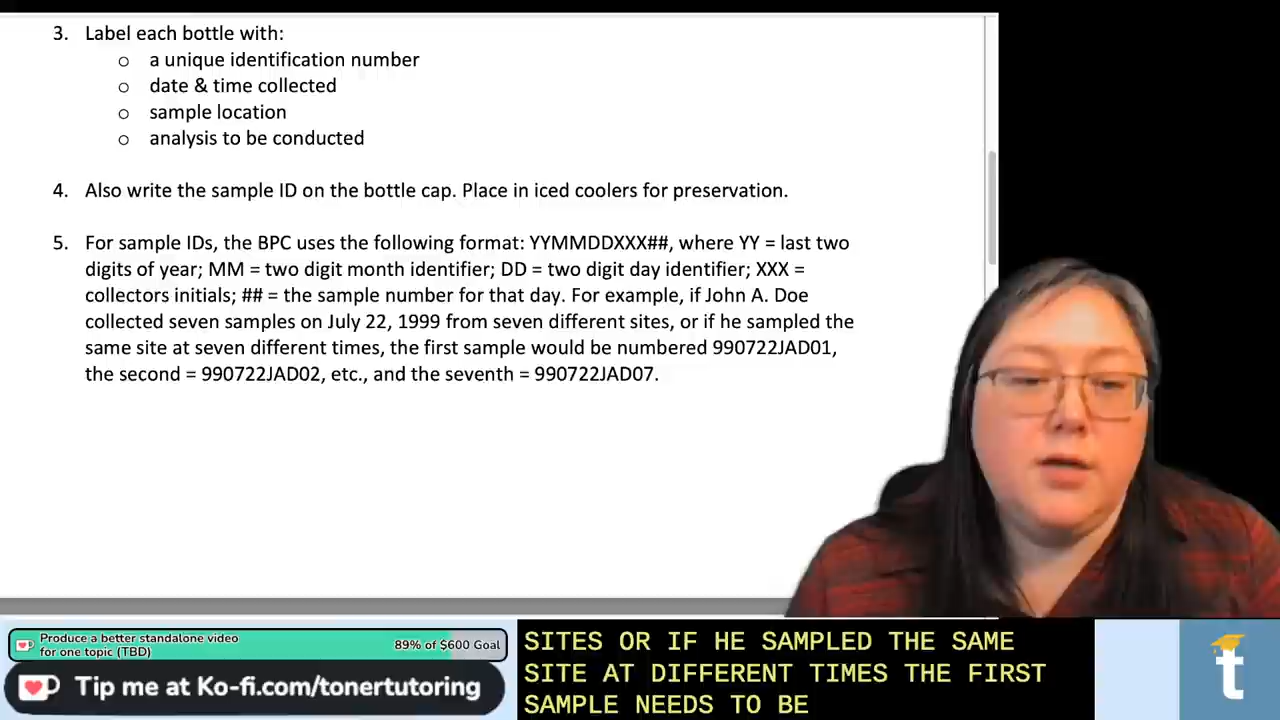 3. Label each bottle with:
o a unique identification number
o date & time collected
o sample location
o analysis to be conducted
4. Also write the sample ID on the bottle cap. Place in iced coolers for preservation.
5. For sample IDs, the BPC uses the following format: YYMMDDXXX##, where YY = last two
digits of year; MM = two digit month identifier; DD = two digit day identifier; XXX =
collectors initials; ## = the sample number for that day. For example, if John A. Doe
collected seven samples on July 22, 1999 from seven different sites, or if he sampled the
same site at seven different times, the first sample would be numbered 990722JAD01,
the second = 990722JAD02, etc., and the seventh = 990722JAD07.
Produce a better standalone video
for one topic (TBD)
89% of $600 Goal
Tip me at Ko-fi.com/tonertutoring
SITES OR IF HE SAMPLED THE SAME
SITE AT DIFFERENT TIMES THE FIRST
SAMPLE NEEDS TO BE
t